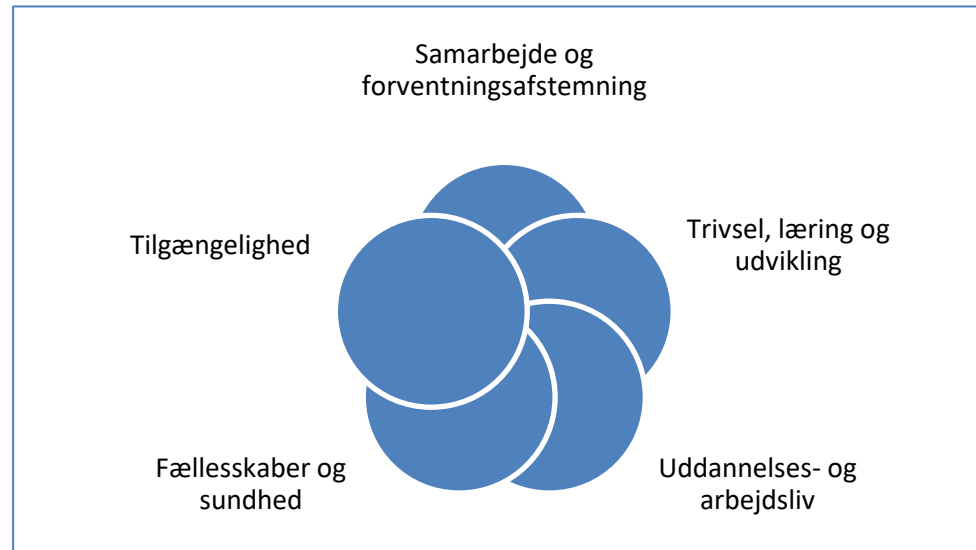 Samarbejde og
forventningsafstemning
Tilgængelighed
Trivsel, læring og
udvikling
Fællesskaber og
sundhed
Uddannelses- og
arbejdsliv